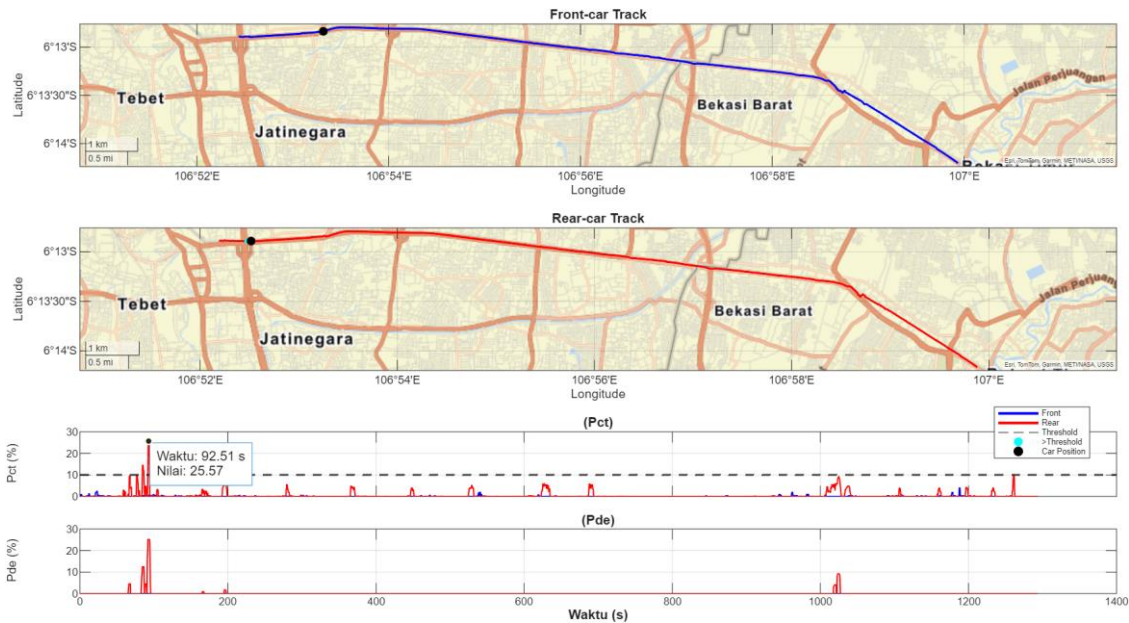 Front-car Track
6°13'S
6°13'30"S
6°14'S
Latitude
Tebet
Jatinegara
Bekasi Barat
Jalan Perjuangan
1 km
0.5 mi
Esri, TomTom, Garmin, METI/NASA, USGS
106°52'E
106°54'E
106°56'E
106°58'E
107°E
Longitude
Rear-car Track
6°13'S
6°13'30"S
6°14'S
Latitude
Tebet
Jatinegara
Bekasi Barat
1 km
0.5 mi
Esri, TomTom, Garmin, METI/NASA, USGS
106°52'E
106°54'E
106°56'E
106°58'E
107°E
Longitude
(Pct)
Front
Rear
Threshold
>Threshold
Car Position
30
20
10
0
Pct (%)
Waktu: 92.51 s
Nilai: 25.57
(Pde)
30
20
10
0
Pde (%)
0
200
400
600
800
1000
1200
1400
Waktu (s)